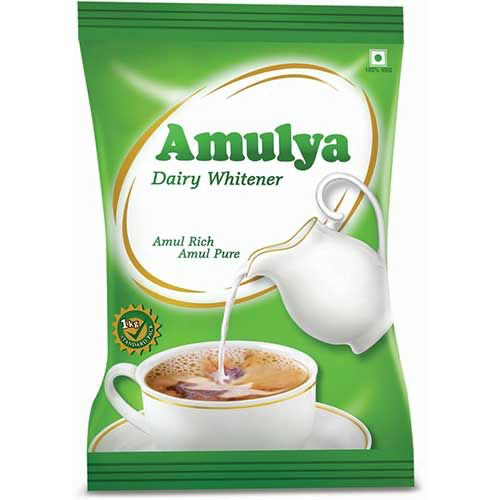 100% VEG
Amulya
Dairy Whitener
Amul Rich
Amul Pure
1kg
STANDARD PACK